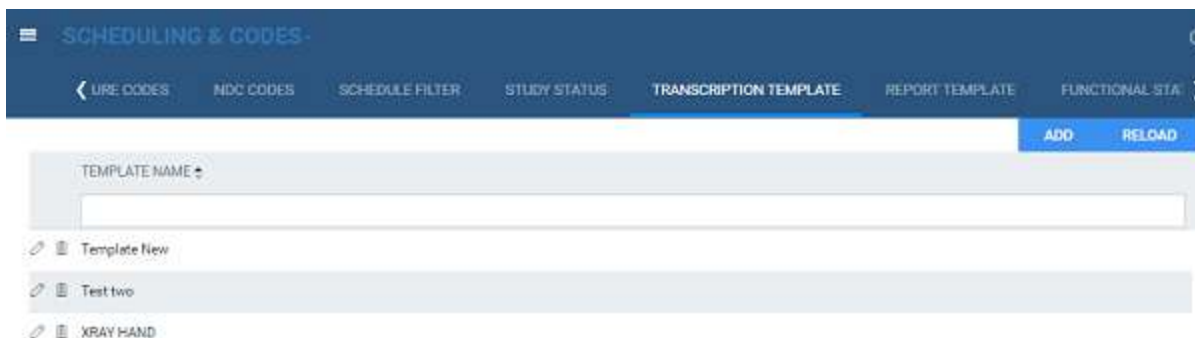 SCHEDULING & CODES-
URE CODES NDC CODES SCHEDULE FILTER STUDY STATUS TRANSCRIPTION TEMPLATE REPORT TEMPLATE FUNCTIONAL STA
ADD RELOAD
TEMPLATE NAME
Template New
Test two
XRAY HAND